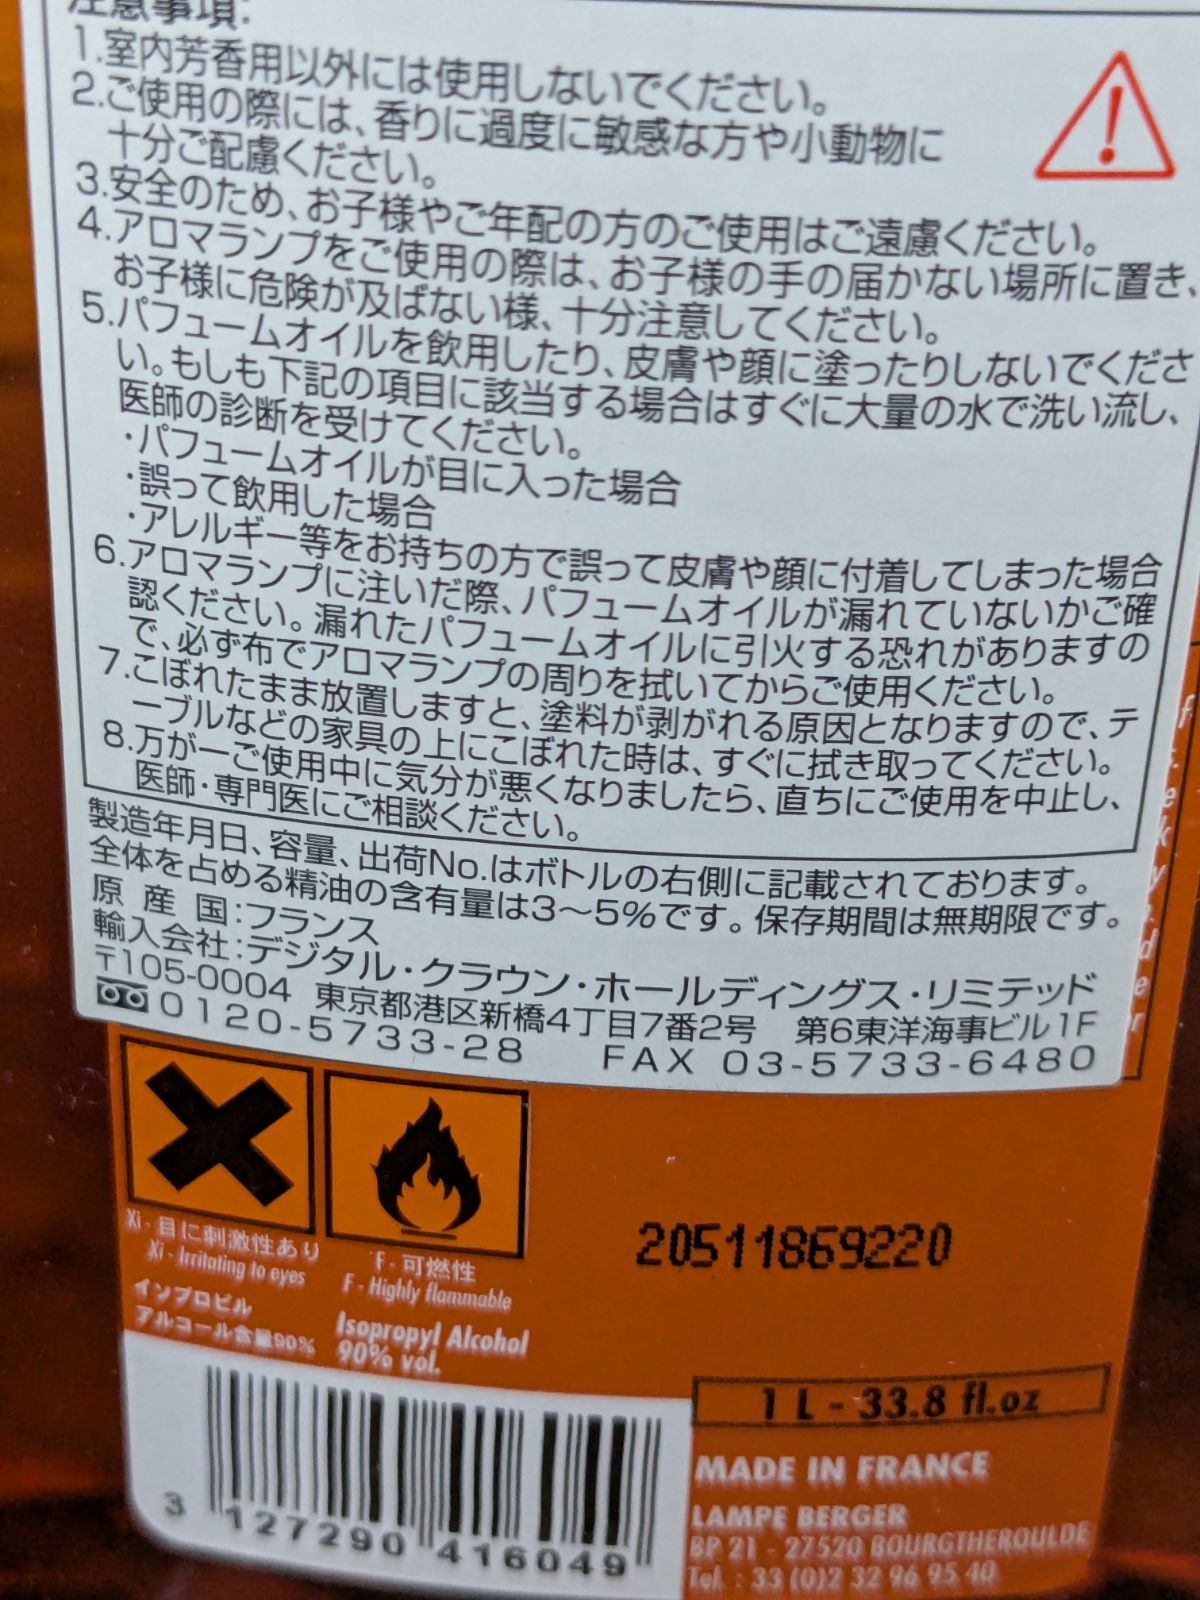 注意事項:
1.室内芳香用以外には使用しないでください。
2.ご使用の際には、香りに過度に敏感な方や小動物に
十分ご配慮ください。
3.安全のため、お子様やご年配の方のご使用はご遠慮ください。
4.アロマランプをご使用の際は、お子様の手の届かない場所に置き、
お子様に危険が及ばない様、十分注意してください。
5.パフュームオイルを飲用したり、皮膚や顔に塗ったりしないでくださ
い。もしも下記の項目に該当する場合はすぐに大量の水で洗い流し、
医師の診断を受けてください。
・パフュームオイルが目に入った場合
・誤って飲用した場合
・アレルギー等をお持ちの方で誤って皮膚や顔に付着してしまった場合
6.アロマランプに注いだ際、パフュームオイルが漏れていないかご確
認ください。漏れたパフュームオイルに引火する恐れがありますの
で、必ず布でアロマランプの周りを拭いてからご使用ください。
7.こぼれたまま放置しますと、塗料が剥がれる原因となりますので、テ
ーブルなどの家具の上にこぼれた時は、すぐに拭き取ってください。
8.万が一ご使用中に気分が悪くなりましたら、直ちにご使用を中止し、
医師・専門医にご相談ください。
製造年月日、容量、出荷No.はボトルの右側に記載されております。
全体を占める精油の含有量は3～5%です。保存期間は無期限です。
原産国:フランス
輸入会社:デジタル・クラウン・ホールディングス・リミテッド
〒105-0004 東京都港区新橋4丁目7番2号 第6東洋海事ビル1F
0120-5733-28 FAX 03-5733-6480
Xi - 目に刺激性あり
Xi - Irritating to eyes
F - 可燃性
F - Highly flammable
イソプロピル
アルコール含量90%
Isopropyl Alcohol
90% vol.
20511869220
1 L - 33.8 fl.oz
MADE IN FRANCE
LAMPE BERGER
BP 21 - 27520 BOURGTHEROULDE
Tel. : 33 (0)2 32 96 95 40
3 127290 416049